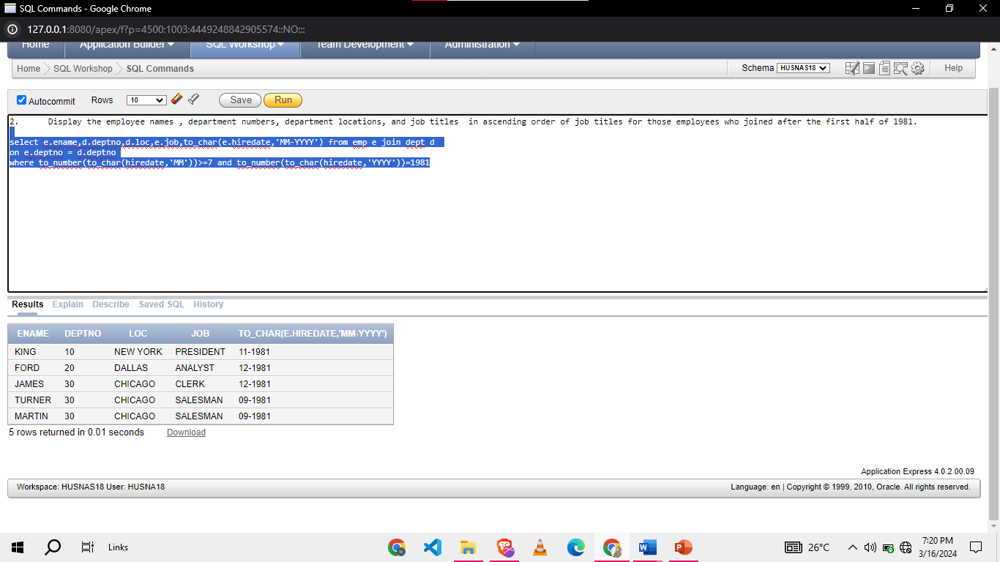 SQL Commands - Google Chrome
127.0.0.1:8080/apex/f?p=4500:1003:4449248842905574::NO:::
Home Application Builder SQL Workshop Team Development Administration
Home SQL Workshop SQL Commands Schema HUSNAS18 Help
Autocommit Rows 10 Save Run
2. Display the employee names , department numbers, department locations, and job titles in ascending order of job titles for those employees who joined after the first half of 1981.
select e.ename,d.deptno,d.loc,e.job,to_char(e.hiredate,'MM-YYYY') from emp e join dept d
on e.deptno = d.deptno
where to_number(to_char(hiredate,'MM'))>=7 and to_number(to_char(hiredate,'YYYY'))=1981
Results Explain Describe Saved SQL History
ENAME DEPTNO LOC JOB TO_CHAR(E.HIREDATE,'MM-YYYY')
KING 10 NEW YORK PRESIDENT 11-1981
FORD 20 DALLAS ANALYST 12-1981
JAMES 30 CHICAGO CLERK 12-1981
TURNER 30 CHICAGO SALESMAN 09-1981
MARTIN 30 CHICAGO SALESMAN 09-1981
5 rows returned in 0.01 seconds Download
Application Express 4.0.2.00.09
Workspace: HUSNAS18 User: HUSNA18 Language: en | Copyright © 1999, 2010, Oracle. All rights reserved.
Links 26°C 7:20 PM
3/16/2024